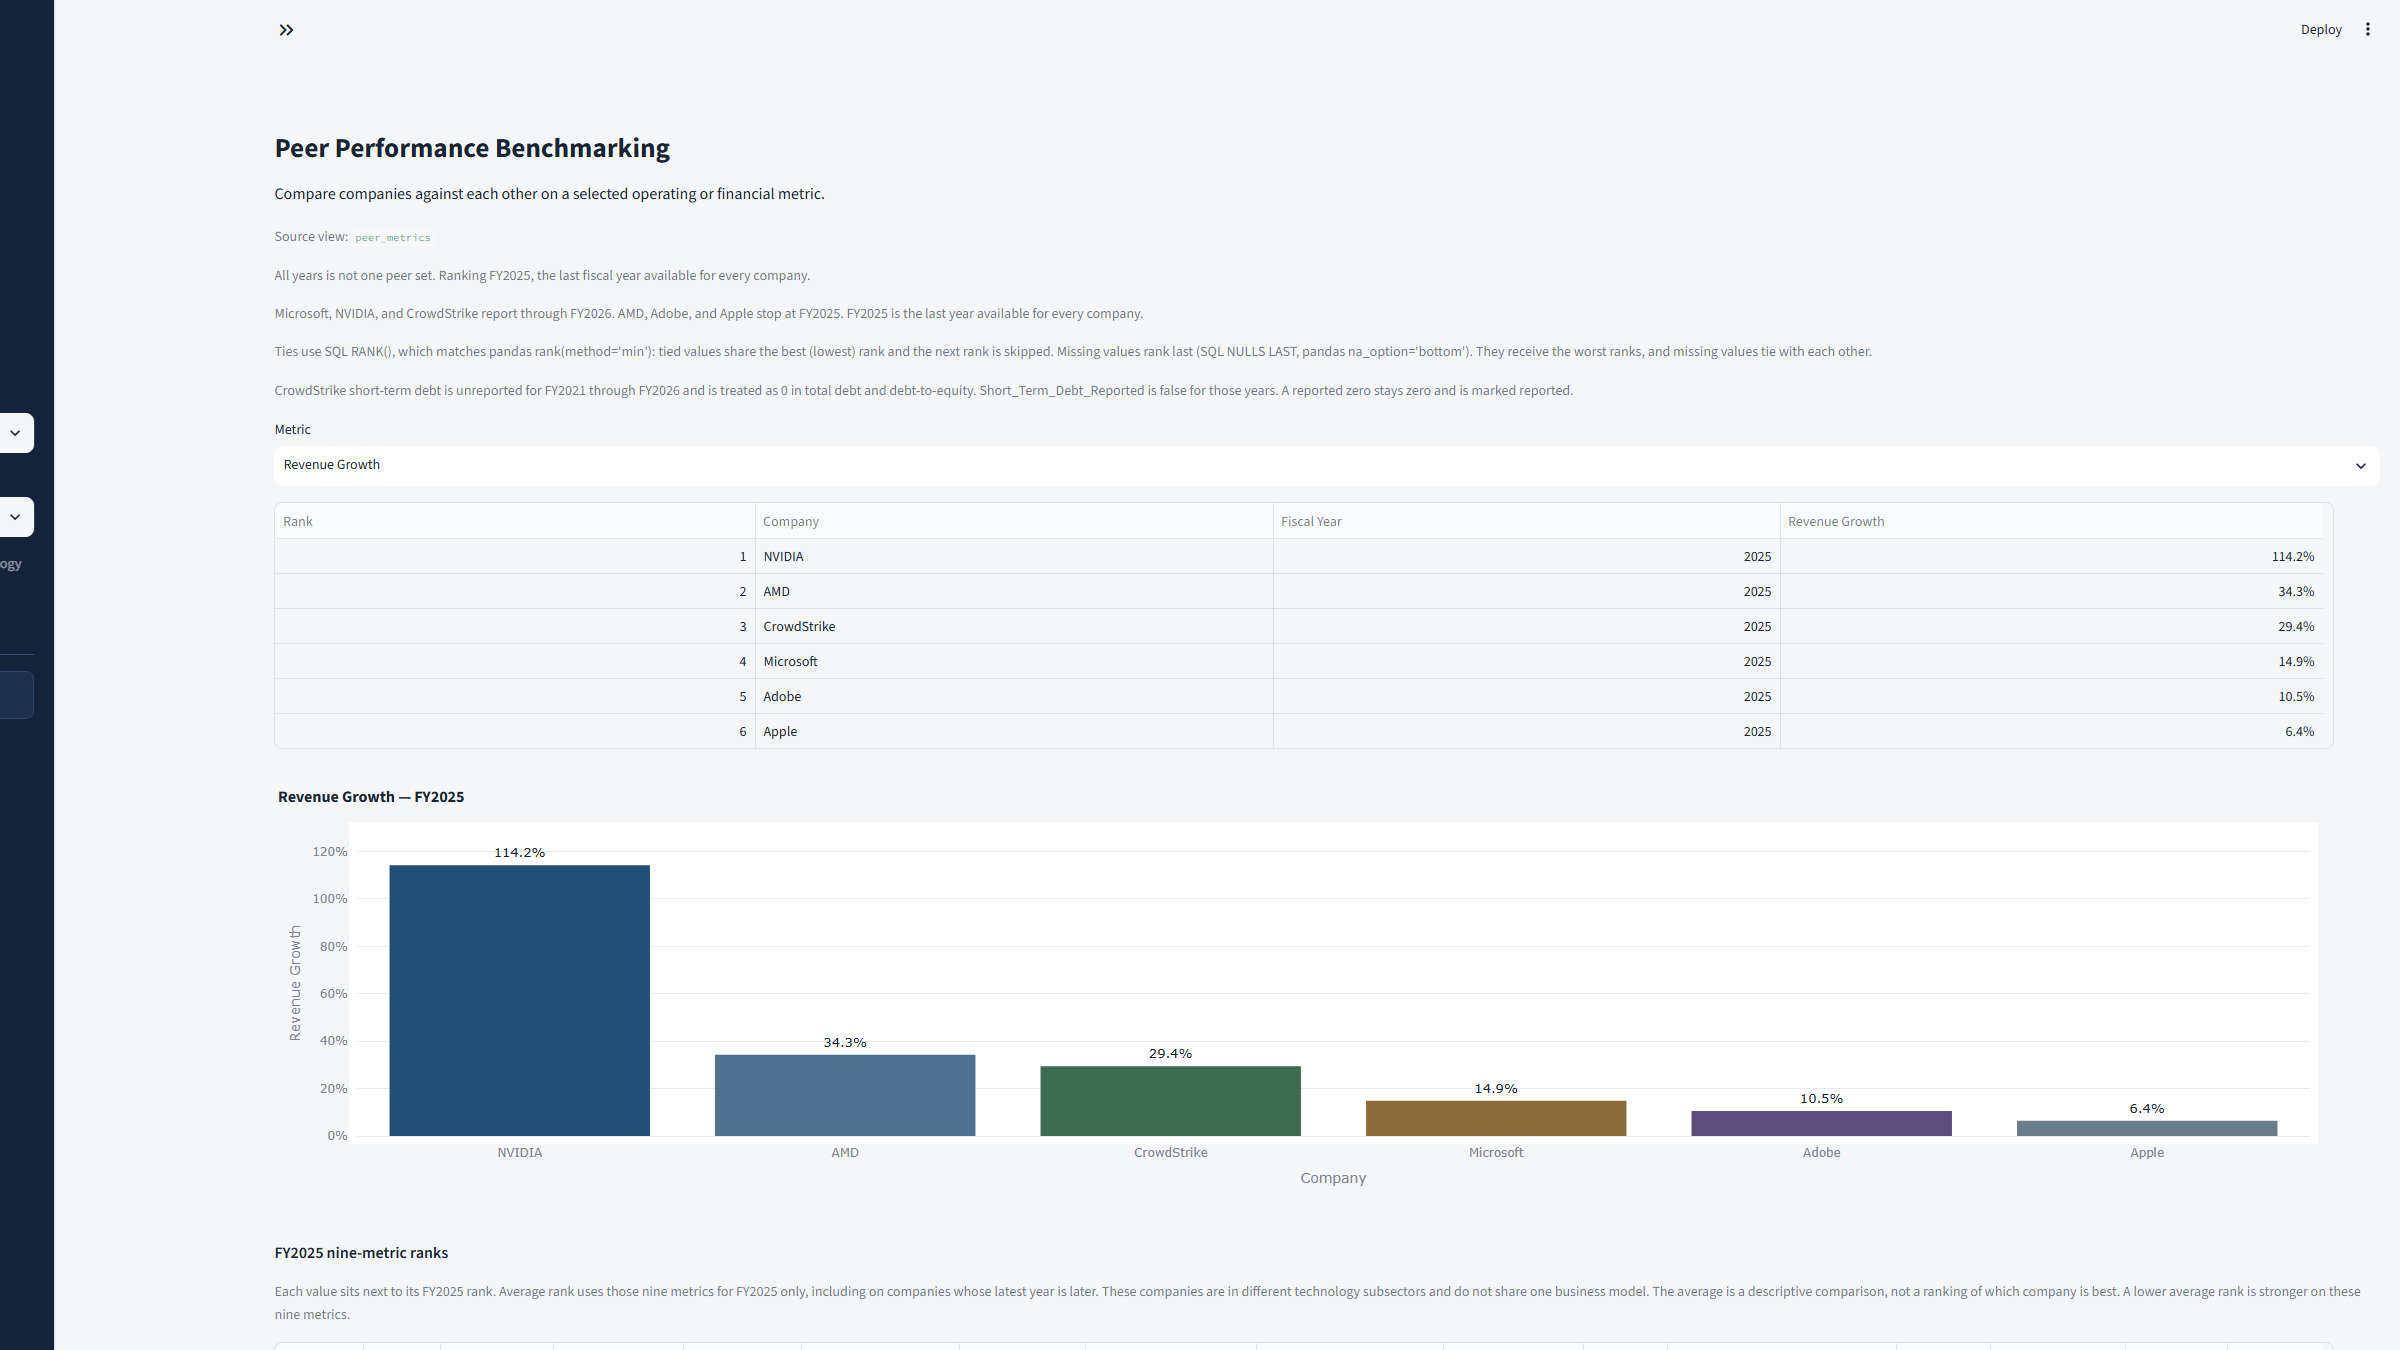 Deploy
Peer Performance Benchmarking
Compare companies against each other on a selected operating or financial metric.
Source view: peer_metrics
All years is not one peer set. Ranking FY2025, the last fiscal year available for every company.
Microsoft, NVIDIA, and CrowdStrike report through FY2026. AMD, Adobe, and Apple stop at FY2025. FY2025 is the last year available for every company.
Ties use SQL RANK(), which matches pandas rank(method='min'): tied values share the best (lowest) rank and the next rank is skipped. Missing values rank last (SQL NULLS LAST, pandas na_option='bottom'). They receive the worst ranks, and missing values tie with each other.
CrowdStrike short-term debt is unreported for FY2021 through FY2026 and is treated as 0 in total debt and debt-to-equity. Short_Term_Debt_Reported is false for those years. A reported zero stays zero and is marked reported.
Metric
Revenue Growth
Rank Company Fiscal Year Revenue Growth
1 NVIDIA 2025 114.2%
2 AMD 2025 34.3%
ogy
3 CrowdStrike 2025 29.4%
4 Microsoft 2025 14.9%
5 Adobe 2025 10.5%
6 Apple 2025 6.4%
Revenue Growth — FY2025
120%
100%
80%
60%
40%
20%
0%
Revenue Growth
114.2%
34.3%
29.4%
14.9%
10.5%
6.4%
NVIDIA AMD CrowdStrike Microsoft Adobe Apple
Company
FY2025 nine-metric ranks
Each value sits next to its FY2025 rank. Average rank uses those nine metrics for FY2025 only, including on companies whose latest year is later. These companies are in different technology subsectors and do not share one business model. The average is a descriptive comparison, not a ranking of which company is best. A lower average rank is stronger on these
nine metrics.